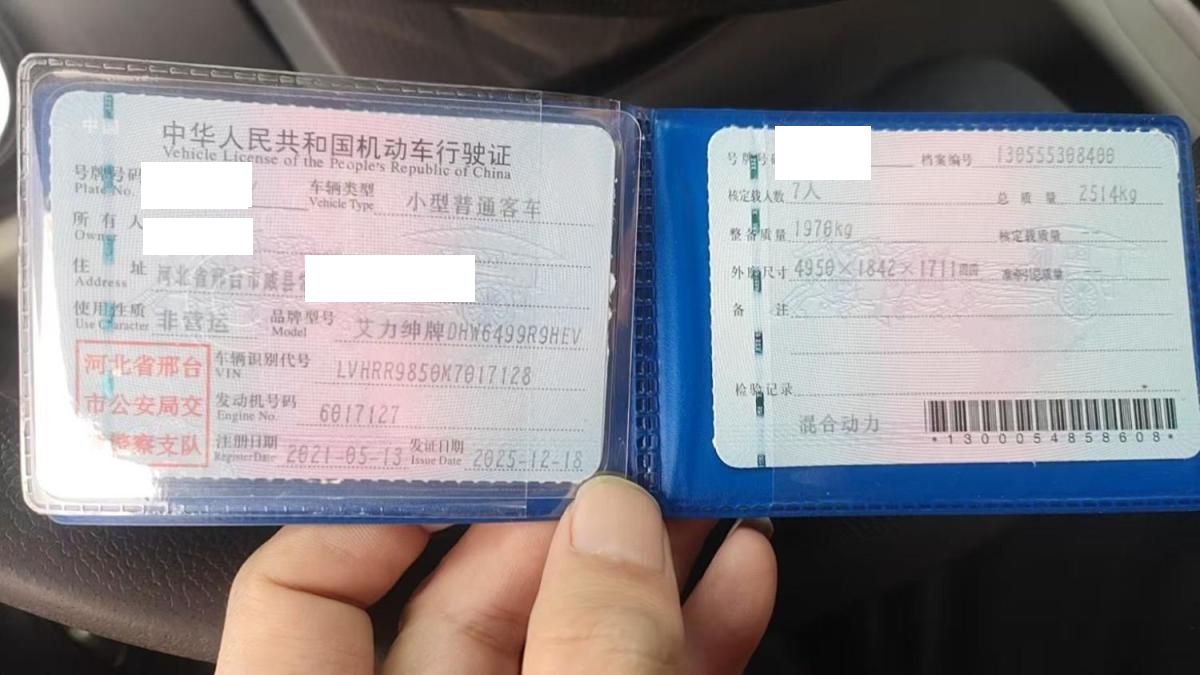 中华人民共和国机动车行驶证
Vehicle License of the People's Republic of China
号牌号码
Plate No.
车辆类型 小型普通客车
Vehicle Type
所有人
Owner
住址 河北省邢台市威县
Address
使用性质 非营运 品牌型号 艾力绅牌DHW6499R9HEV
Use Character Model
河北省邢台
市公安局交
警察支队
车辆识别代号 LVHRR9850M7017128
VIN
发动机号码 6017127
Engine No.
注册日期 2021-05-13 发证日期 2025-12-18
Register Date Issue Date
号牌号码 档案编号 130555308400
核定载人数 7人 总质量 2514kg
整备质量 1970kg 核定载质量 --
外廓尺寸 4950×1842×1711mm 准牵引总质量 --
备注
检验记录
混合动力
*1300054858608*